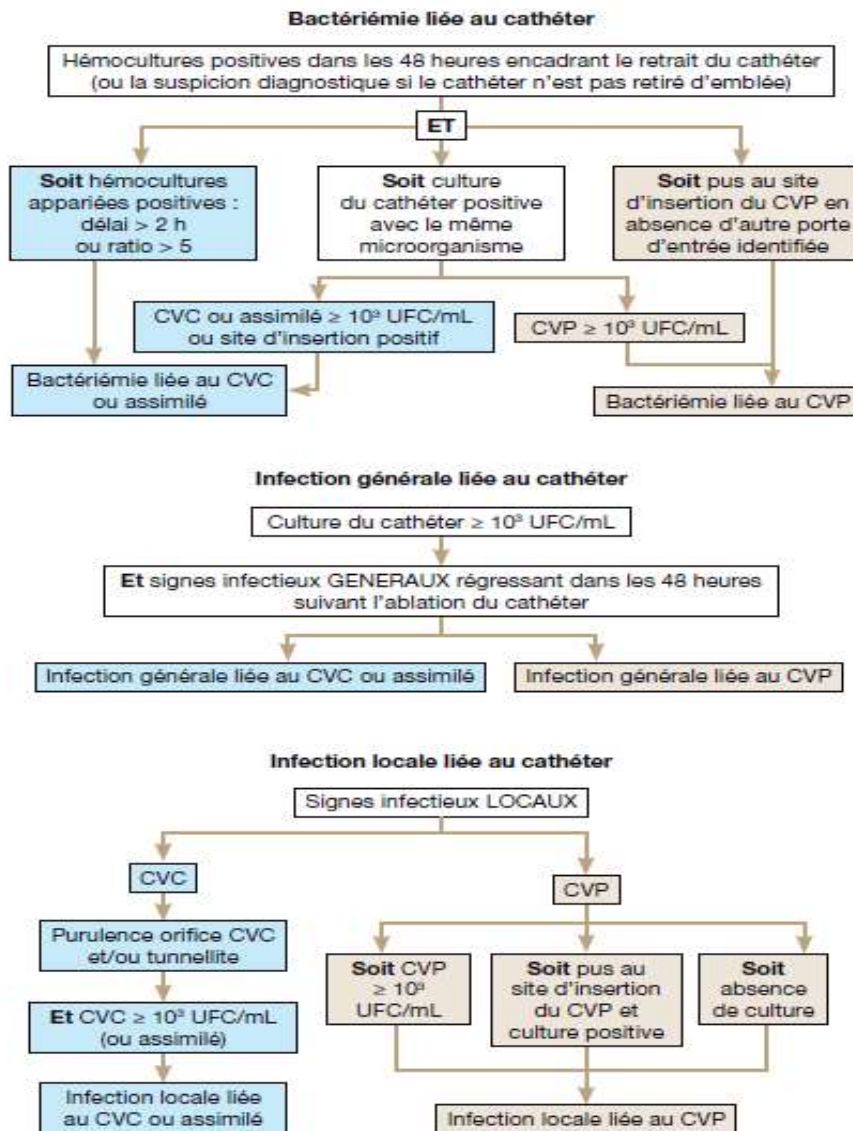 Bactériémie liée au cathéter
Hémocultures positives dans les 48 heures encadrant le retrait du cathéter
(ou la suspicion diagnostique si le cathéter n'est pas retiré d'emblée)
ET
Soit hémocultures
appariées positives :
délai > 2 h
ou ratio > 5
Soit culture
du cathéter positive
avec le même
microorganisme
Soit pus au site
d'insertion du CVP en
absence d'autre porte
d'entrée identifiée
CVC ou assimilé ≥ 10³ UFC/mL
ou site d'insertion positif
CVP ≥ 10³ UFC/mL
Bactériémie liée au CVC
ou assimilé
Bactériémie liée au CVP
Infection générale liée au cathéter
Culture du cathéter ≥ 10³ UFC/mL
Et signes infectieux GENERAUX régressant dans les 48 heures
suivant l'ablation du cathéter
Infection générale liée au CVC ou assimilé
Infection générale liée au CVP
Infection locale liée au cathéter
Signes infectieux LOCAUX
CVC
CVP
Purulence orifice CVC
et/ou tunnellite
Et CVC ≥ 10³ UFC/mL
(ou assimilé)
Infection locale liée
au CVC ou assimilé
Soit CVP
≥ 10³
UFC/mL
Soit pus au
site d'insertion
du CVP et
culture positive
Soit
absence
de culture
Infection locale liée au CVP